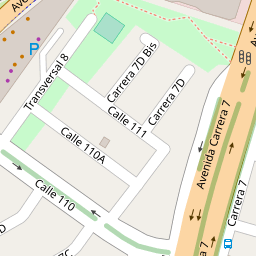 Carrera 7D Bis
P
Transversal 8
Carrera 7D
Calle 111
Calle 110A
Avenida Carrera 7
Calle 110
Carrera 7